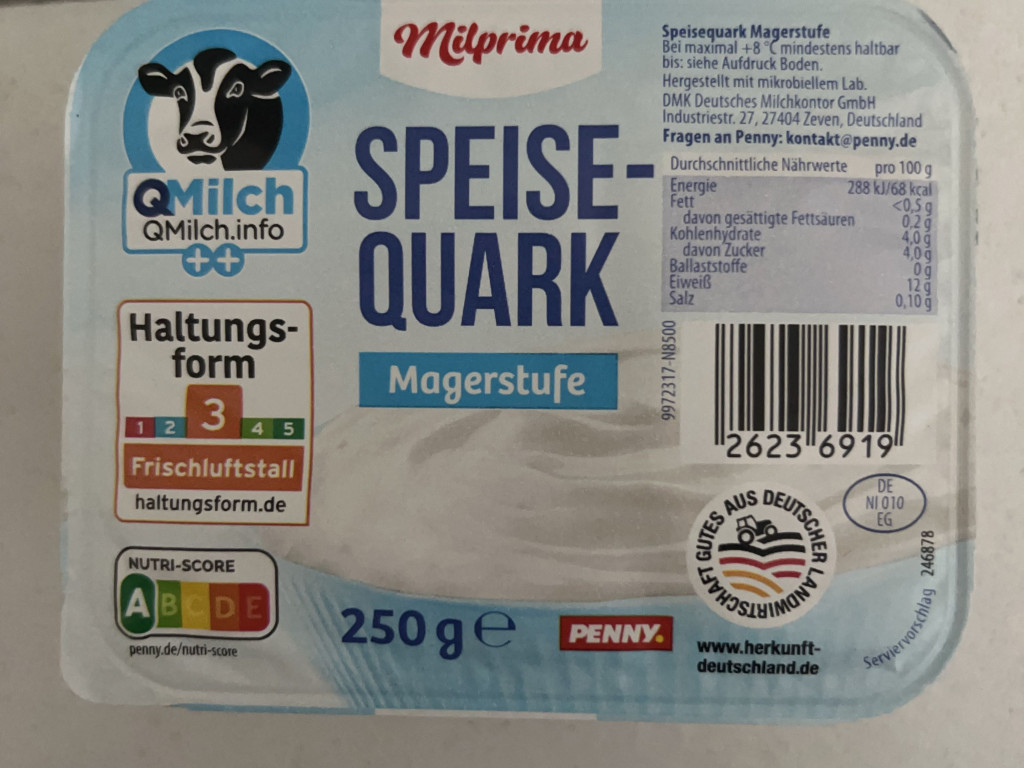 Milprima
Speisequark Magerstufe
Bei maximal +8 °C mindestens haltbar
bis: siehe Aufdruck Boden.
Hergestellt mit mikrobiellem Lab.
DMK Deutsches Milchkontor GmbH
Industriestr. 27, 27404 Zeven, Deutschland
Fragen an Penny: kontakt@penny.de
Durchschnittliche Nährwerte pro 100 g
Energie 288 kJ/68 kcal
Fett <0,5 g
davon gesättigte Fettsäuren 0,2 g
Kohlenhydrate 4,0 g
davon Zucker 4,0 g
Ballaststoffe 0 g
Eiweiß 12 g
Salz 0,10 g
QMilch
QMilch.info
++
SPEISE-
QUARK
Magerstufe
Haltungs-
form
1 2 3 4 5
Frischluftstall
haltungsform.de
9972317-N8500
2623 6919
DE
NI 010
EG
GUTES AUS DEUTSCHER LANDWIRTSCHAFT
NUTRI-SCORE
A B C D E
penny.de/nutri-score
250 g e
PENNY.
www.herkunft-
deutschland.de
Serviervorschlag 246878